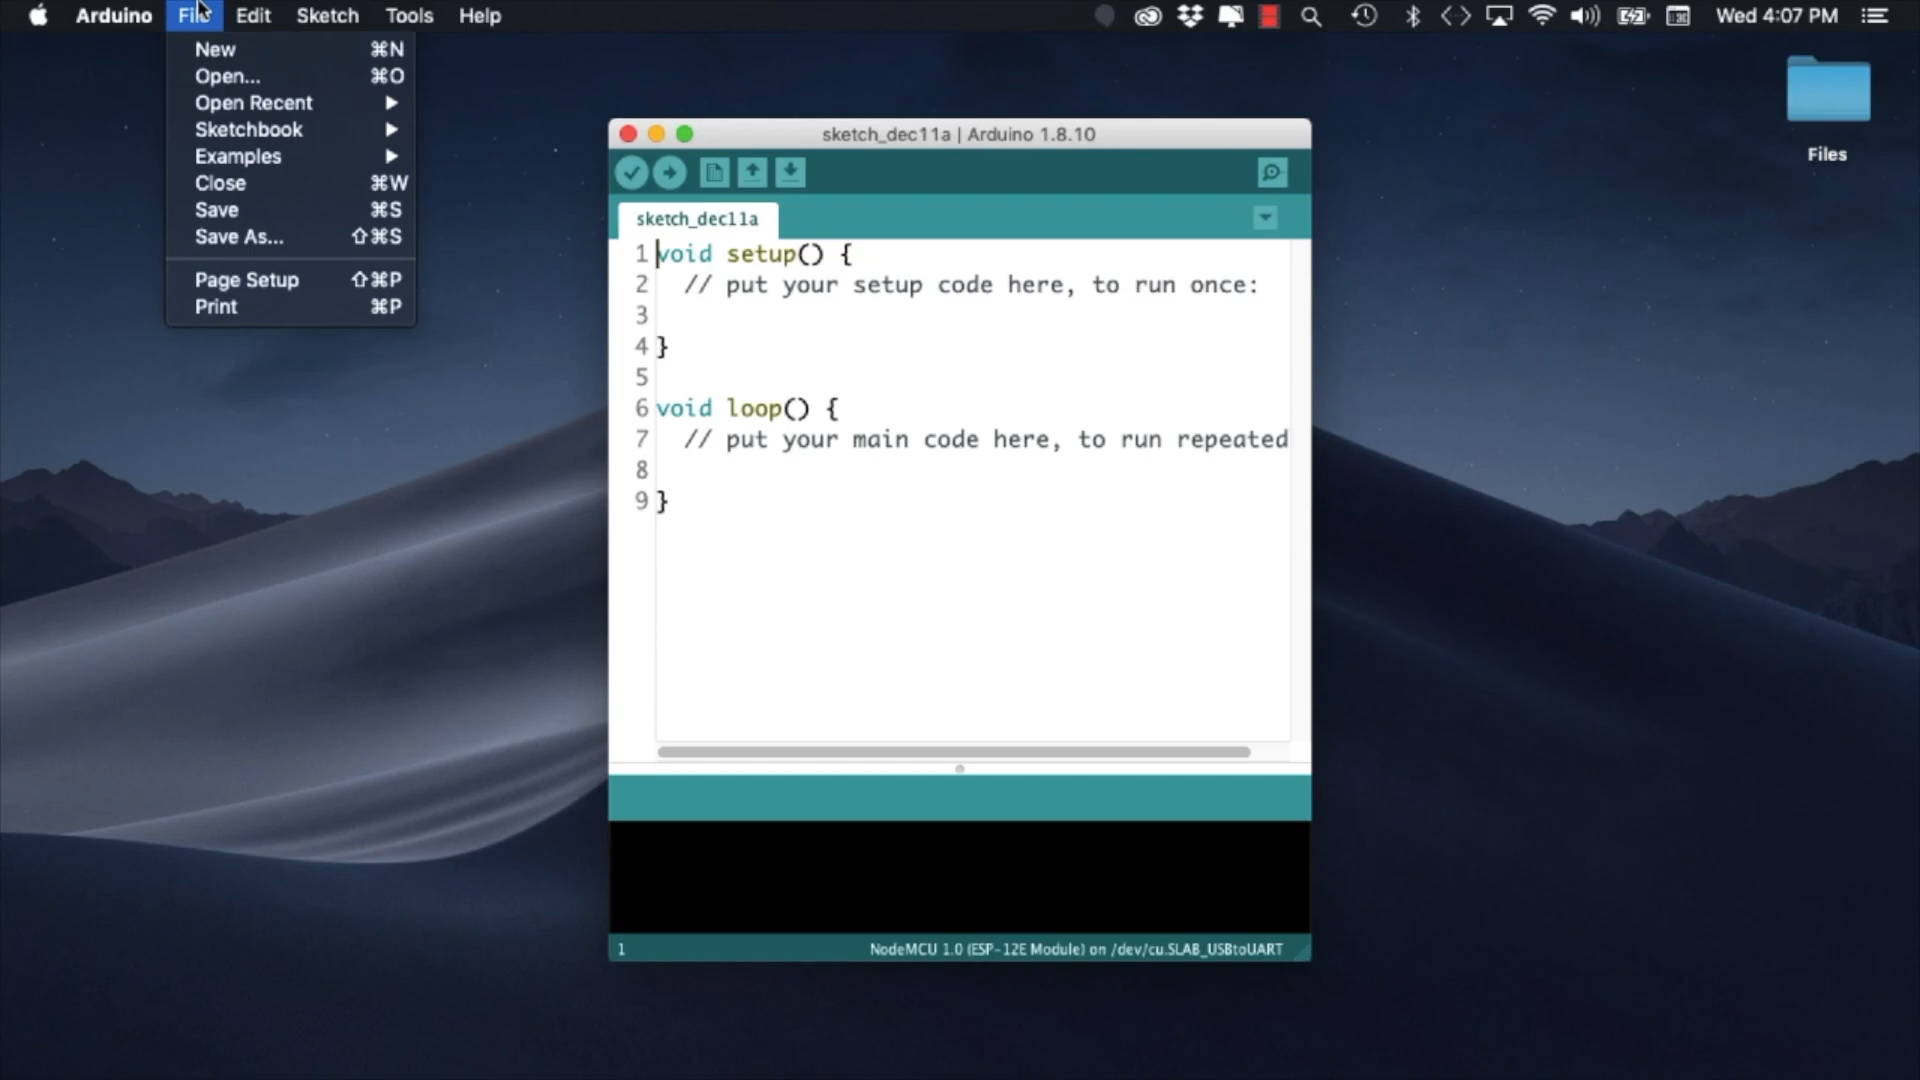 Arduino File Edit Sketch Tools Help Wed 4:07 PM
New ⌘N
Open... ⌘O
Open Recent ▶
Sketchbook ▶
Examples ▶
Close ⌘W
Save ⌘S
Save As... ⇧⌘S
Page Setup ⇧⌘P
Print ⌘P
Files
sketch_dec11a | Arduino 1.8.10
sketch_dec11a
1 void setup() {
2 // put your setup code here, to run once:
3
4 }
5
6 void loop() {
7 // put your main code here, to run repeated
8
9 }
1 NodeMCU 1.0 (ESP-12E Module) on /dev/cu.SLAB_USBtoUART